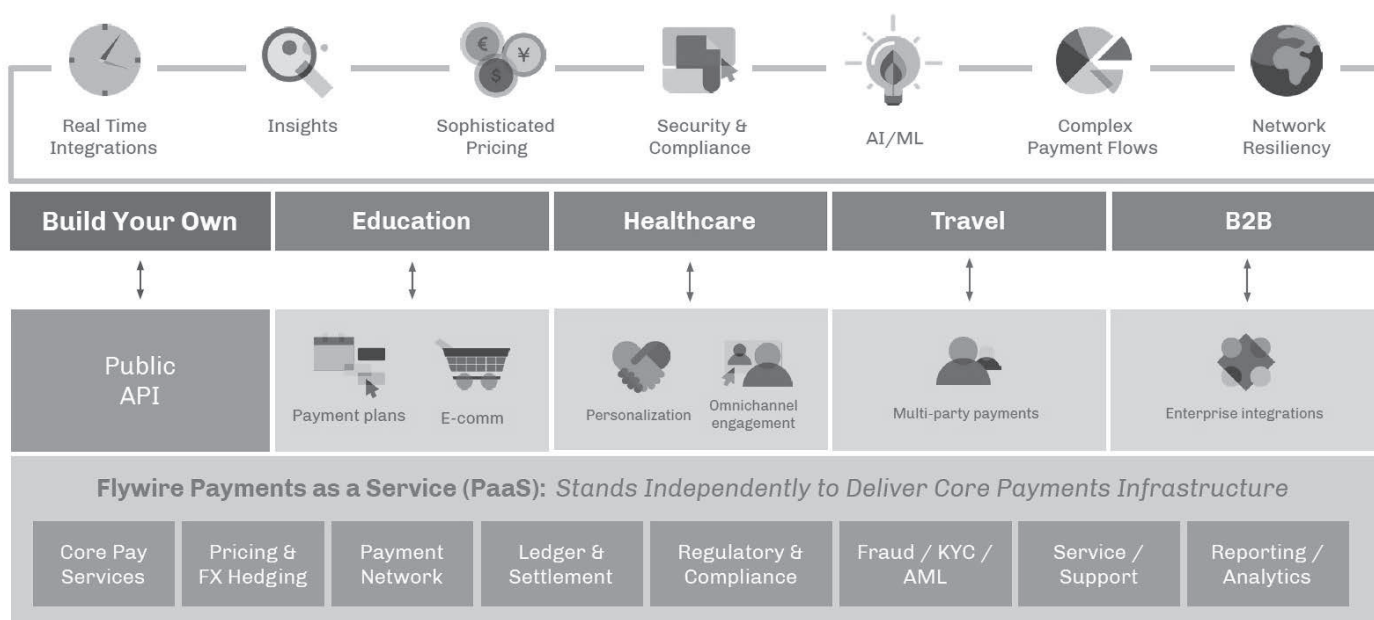 €
¥
$
Real Time
Integrations
Insights
Sophisticated
Pricing
Security &
Compliance
AI/ML
Complex
Payment Flows
Network
Resiliency
Build Your Own
Education
Healthcare
Travel
B2B
Public
API
Payment plans
E-comm
Personalization
Omnichannel
engagement
Multi-party payments
Enterprise integrations
Flywire Payments as a Service (PaaS): Stands Independently to Deliver Core Payments Infrastructure
Core Pay
Services
Pricing &
FX Hedging
Payment
Network
Ledger &
Settlement
Regulatory &
Compliance
Fraud / KYC /
AML
Service /
Support
Reporting /
Analytics